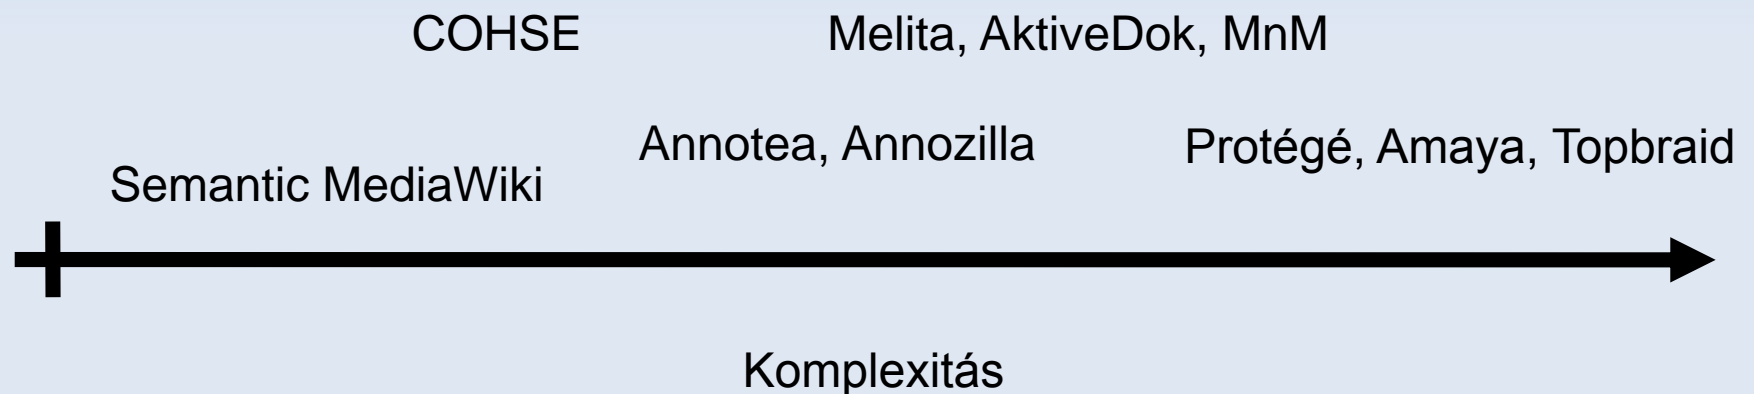 COHSE
Melita, AktiveDok, MnM
Annotea, Annozilla
Protégé, Amaya, Topbraid
Semantic MediaWiki
Komplexitás